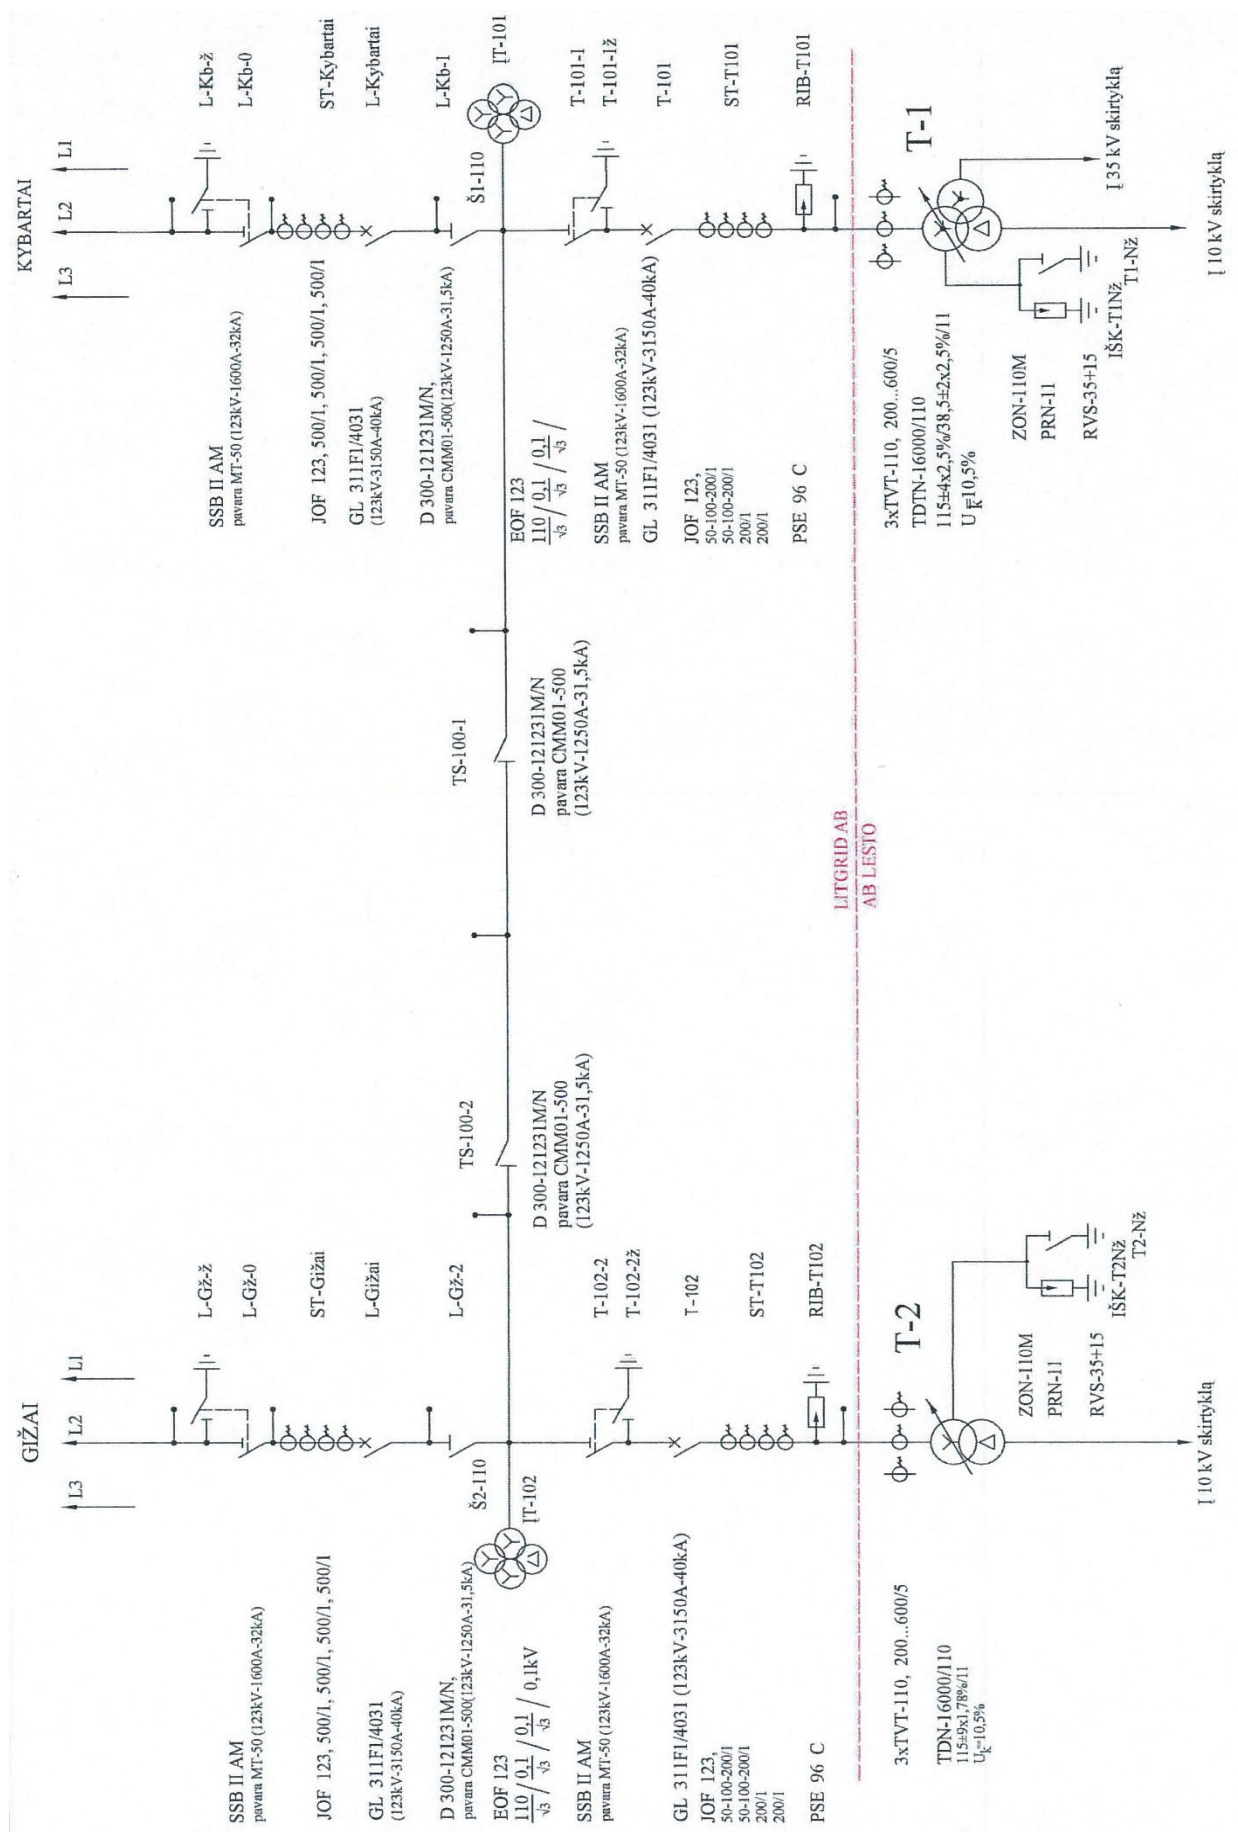 GIŽAI
L3
L2
L1
SSB II AM
pavara MT-50 (123kV-1600A-32kA)
L-Gž-ž
L-Gž-0
JOF 123, 500/1, 500/1, 500/1, 500/1
ST-Gižai
GL 311F1/4031
(123kV-3150A-40kA)
L-Gižai
D 300-121231M/N,
pavara CMM01-500(123kV-1250A-31,5kA)
L-Gž-2
Š2-110
ĮT-102
EOF 123
110/√3 / 0,1/√3 / 0,1/√3 / 0,1kV
SSB II AM
pavara MT-50 (123kV-1600A-32kA)
T-102-2
T-102-2ž
GL 311F1/4031 (123kV-3150A-40kA)
T-102
JOF 123,
50-100-200/1
50-100-200/1
200/1
200/1
ST-T102
PSE 96 C
RIB-T102
3xTVT-110, 200...600/5
T-2
TDN-16000/110
115±9x1,78%/11
Uk=10,5%
ZON-110M
PRN-11
RVS-35+15
IŠK-T2Nž
T2-Nž
Į 10 kV skirtyklą
TS-100-2
D 300-121231M/N
pavara CMM01-500
(123kV-1250A-31,5kA)
TS-100-1
D 300-121231M/N
pavara CMM01-500
(123kV-1250A-31,5kA)
LITGRID AB
AB LESTO
KYBARTAI
L3
L2
L1
SSB II AM
pavara MT-50 (123kV-1600A-32kA)
L-Kb-ž
L-Kb-0
JOF 123, 500/1, 500/1, 500/1, 500/1
ST-Kybartai
GL 311F1/4031
(123kV-3150A-40kA)
L-Kybartai
D 300-121231M/N,
pavara CMM01-500(123kV-1250A-31,5kA)
L-Kb-1
Š1-110
ĮT-101
EOF 123
110/√3 / 0,1/√3 / 0,1/√3 /
SSB II AM
pavara MT-50 (123kV-1600A-32kA)
T-101-1
T-101-1ž
GL 311F1/4031 (123kV-3150A-40kA)
T-101
JOF 123,
50-100-200/1
50-100-200/1
200/1
200/1
ST-T101
PSE 96 C
RIB-T101
3xTVT-110, 200...600/5
T-1
TDTN-16000/110
115±4x2,5%/38,5±2x2,5%/11
Uk=10,5%
ZON-110M
PRN-11
RVS-35+15
IŠK-T1Nž
T1-Nž
Į 35 kV skirtyklą
Į 10 kV skirtyklą